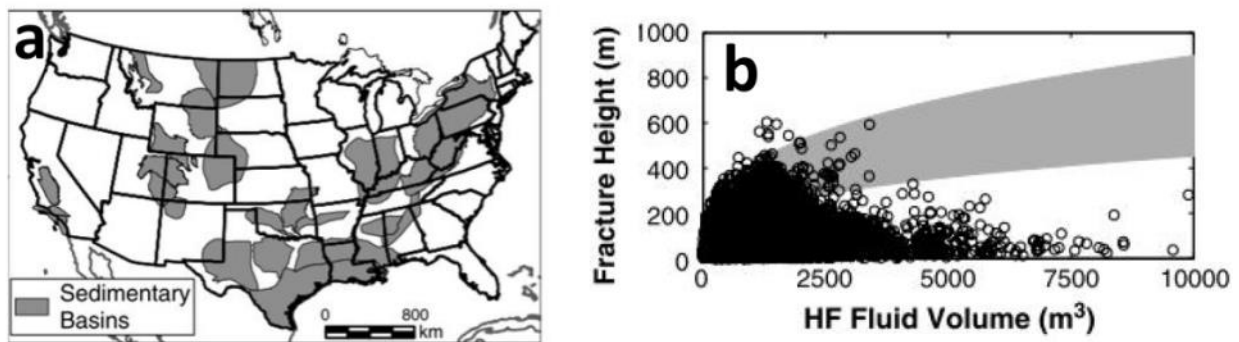 a
Sedimentary
Basins
0 800
km
b
Fracture Height (m)
1000
800
600
400
200
0
0 2500 5000 7500 10000
HF Fluid Volume (m³)